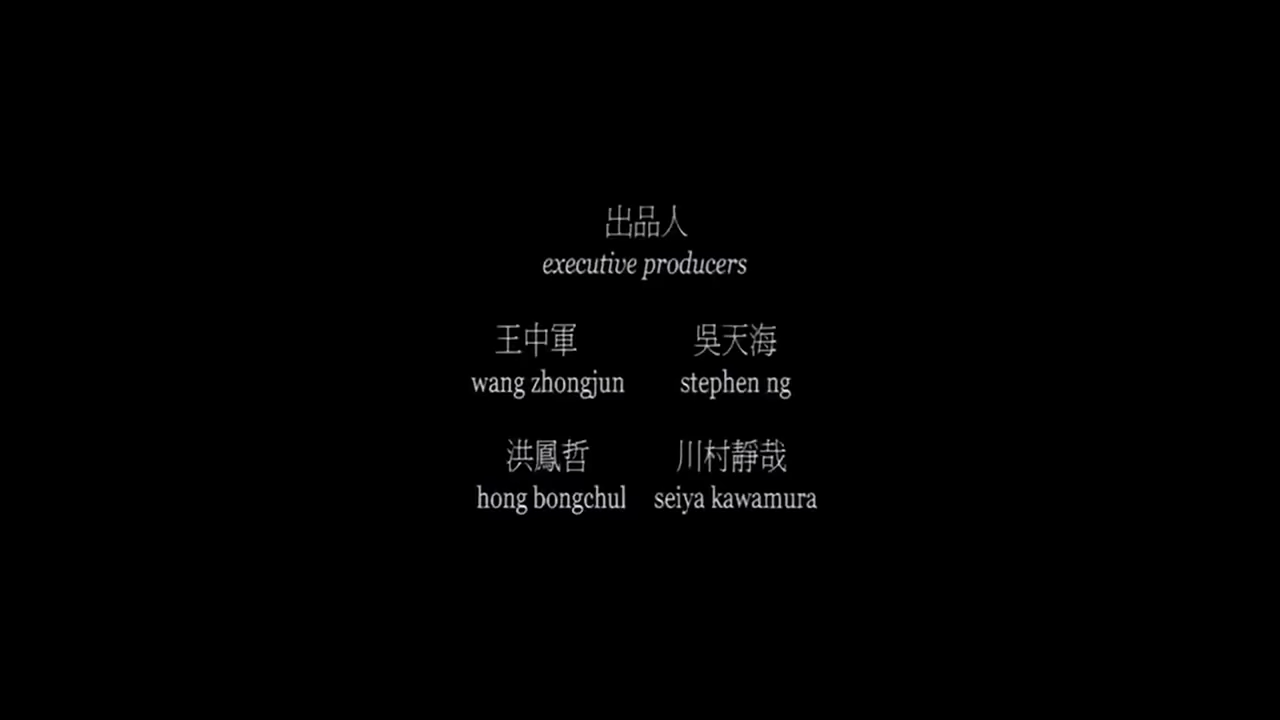 出品人
executive producers
王中軍 吳天海
wang zhongjun stephen ng
洪鳳哲 川村靜哉
hong bongchul seiya kawamura